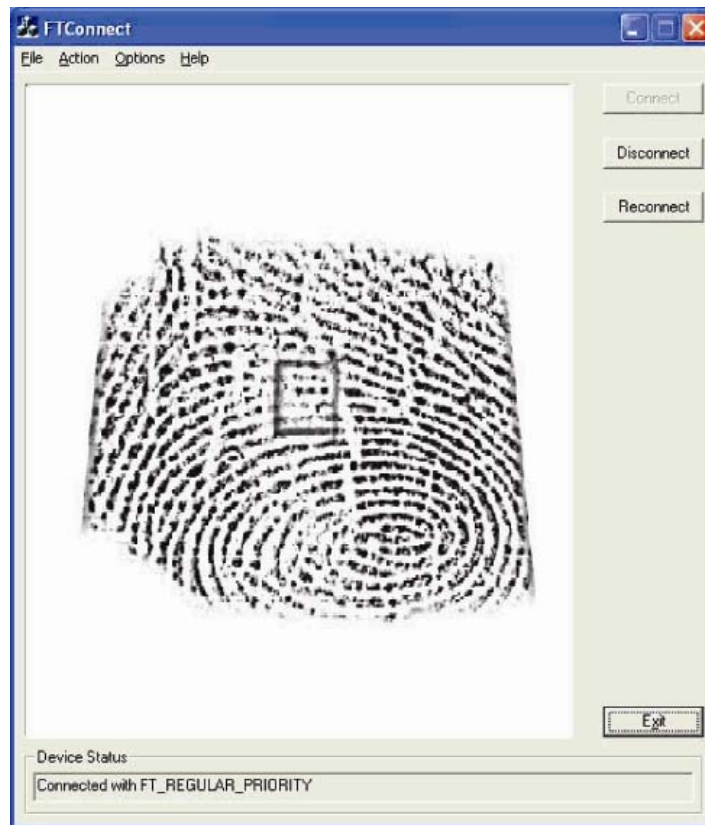 FTConnect
File Action Options Help
Connect
Disconnect
Reconnect
Exit
Device Status
Connected with FT_REGULAR_PRIORITY